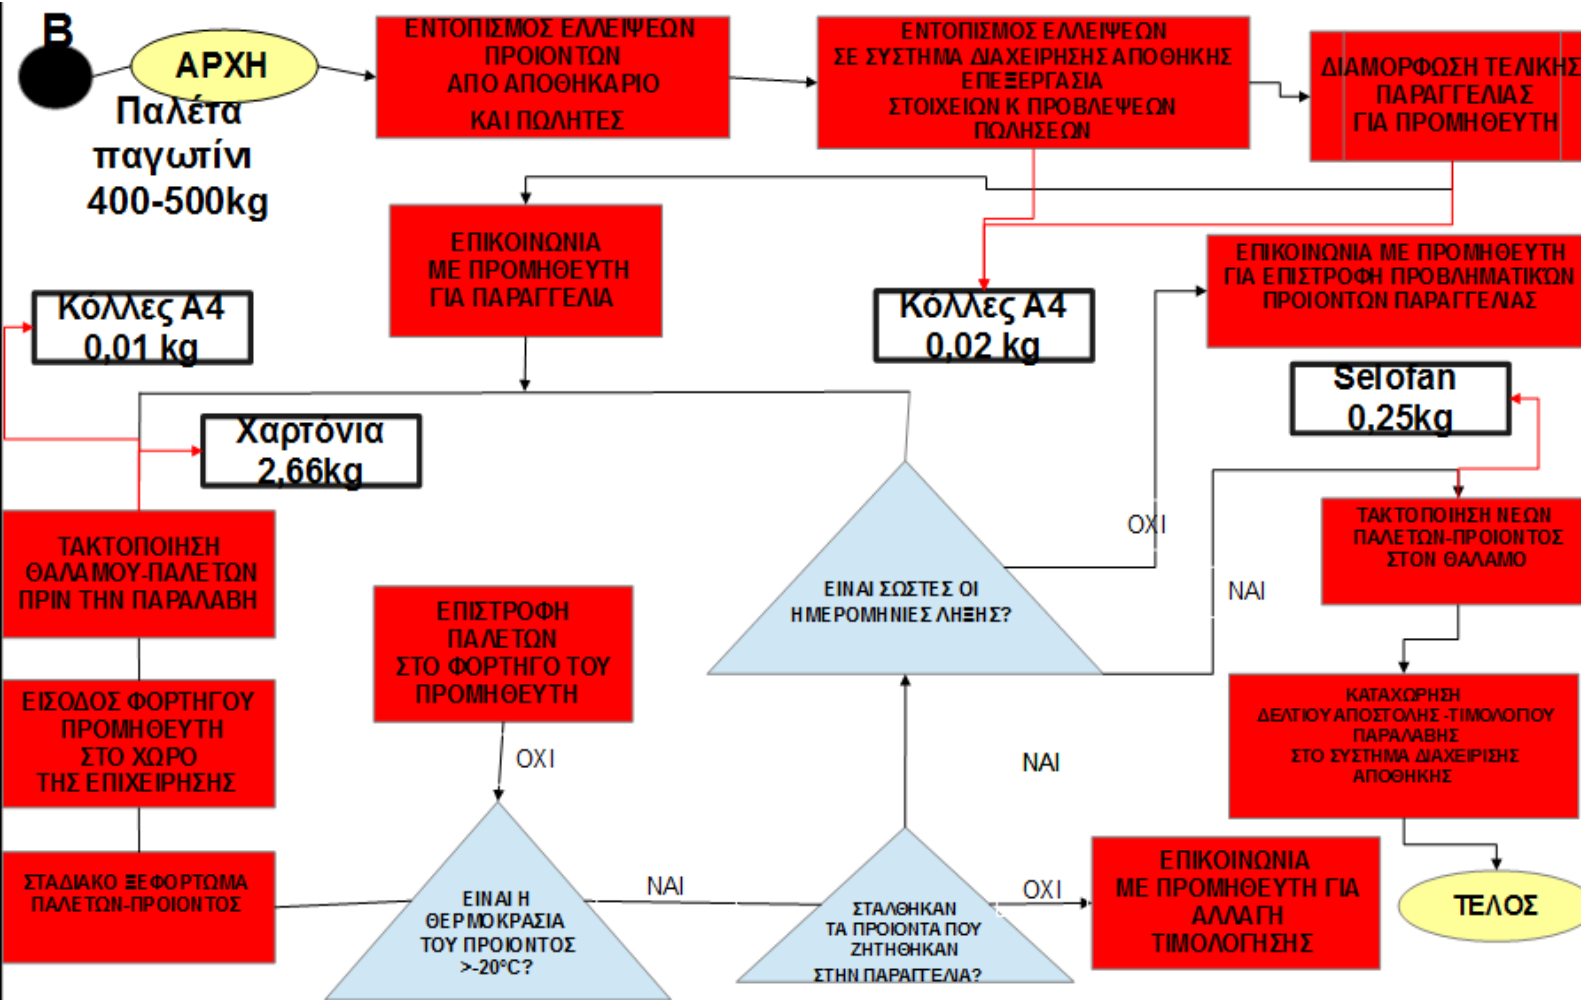 B
ΑΡΧΗ
Παλέτα
παγωτίνι
400-500kg
ΕΝΤΟΠΙΣΜΟΣ ΕΛΛΕΙΨΕΩΝ
ΠΡΟΙΟΝΤΩΝ
ΑΠΟ ΑΠΟΘΗΚΑΡΙΟ
ΚΑΙ ΠΩΛΗΤΕΣ
ΕΝΤΟΠΙΣΜΟΣ ΕΛΛΕΙΨΕΩΝ
ΣΕ ΣΥΣΤΗΜΑ ΔΙΑΧΕΙΡΗΣΗΣ ΑΠΟΘΗΚΗΣ
ΕΠΕΞΕΡΓΑΣΙΑ
ΣΤΟΙΧΕΙΩΝ Κ ΠΡΟΒΛΕΨΕΩΝ
ΠΩΛΗΣΕΩΝ
ΔΙΑΜΟΡΦΩΣΗ ΤΕΛΙΚΗΣ
ΠΑΡΑΓΓΕΛΙΑΣ
ΓΙΑ ΠΡΟΜΗΘΕΥΤΗ
ΕΠΙΚΟΙΝΩΝΙΑ
ΜΕ ΠΡΟΜΗΘΕΥΤΗ
ΓΙΑ ΠΑΡΑΓΓΕΛΙΑ
ΕΠΙΚΟΙΝΩΝΙΑ ΜΕ ΠΡΟΜΗΘΕΥΤΗ
ΓΙΑ ΕΠΙΣΤΡΟΦΗ ΠΡΟΒΛΗΜΑΤΙΚΏΝ
ΠΡΟΙΟΝΤΩΝ ΠΑΡΑΓΓΕΛΙΑΣ
Κόλλες Α4
0,01 kg
Κόλλες Α4
0,02 kg
Selofan
0,25kg
Χαρτόνια
2,66kg
ΟΧΙ
ΤΑΚΤΟΠΟΙΗΣΗ
ΘΑΛΑΜΟΥ-ΠΑΛΕΤΩΝ
ΠΡΙΝ ΤΗΝ ΠΑΡΑΛΑΒΗ
ΤΑΚΤΟΠΟΙΗΣΗ ΝΕΩΝ
ΠΑΛΕΤΩΝ-ΠΡΟΙΟΝΤΟΣ
ΣΤΟΝ ΘΑΛΑΜΟ
ΕΙΝΑΙ ΣΩΣΤΕΣ ΟΙ
ΗΜΕΡΟΜΗΝΙΕΣ ΛΗΞΗΣ?
ΝΑΙ
ΕΠΙΣΤΡΟΦΗ
ΠΑΛΕΤΩΝ
ΣΤΟ ΦΟΡΤΗΓΟ ΤΟΥ
ΠΡΟΜΗΘΕΥΤΗ
ΕΙΣΟΔΟΣ ΦΟΡΤΗΓΟΥ
ΠΡΟΜΗΘΕΥΤΗ
ΣΤΟ ΧΩΡΟ
ΤΗΣ ΕΠΙΧΕΙΡΗΣΗΣ
ΟΧΙ
ΝΑΙ
ΚΑΤΑΧΩΡΗΣΗ
ΔΕΛΤΙΟΥ ΑΠΟΣΤΟΛΗΣ -ΤΙΜΟΛΟΓΙΟΥ
ΠΑΡΑΛΑΒΗΣ
ΣΤΟ ΣΥΣΤΗΜΑ ΔΙΑΧΕΙΡΙΣΗΣ
ΑΠΟΘΗΚΗΣ
ΣΤΑΔΙΑΚΟ ΞΕΦΟΡΤΩΜΑ
ΠΑΛΕΤΩΝ-ΠΡΟΙΟΝΤΟΣ
ΕΙΝΑΙ Η
ΘΕΡΜΟΚΡΑΣΙΑ
ΤΟΥ ΠΡΟΙΟΝΤΟΣ
>-20°C?
ΝΑΙ
ΣΤΑΛΘΗΚΑΝ
ΤΑ ΠΡΟΙΟΝΤΑ ΠΟΥ
ΖΗΤΗΘΗΚΑΝ
ΣΤΗΝ ΠΑΡΑΓΓΕΛΙΑ?
ΟΧΙ
ΕΠΙΚΟΙΝΩΝΙΑ
ΜΕ ΠΡΟΜΗΘΕΥΤΗ ΓΙΑ
ΑΛΛΑΓΗ
ΤΙΜΟΛΟΓΗΣΗΣ
ΤΕΛΟΣ